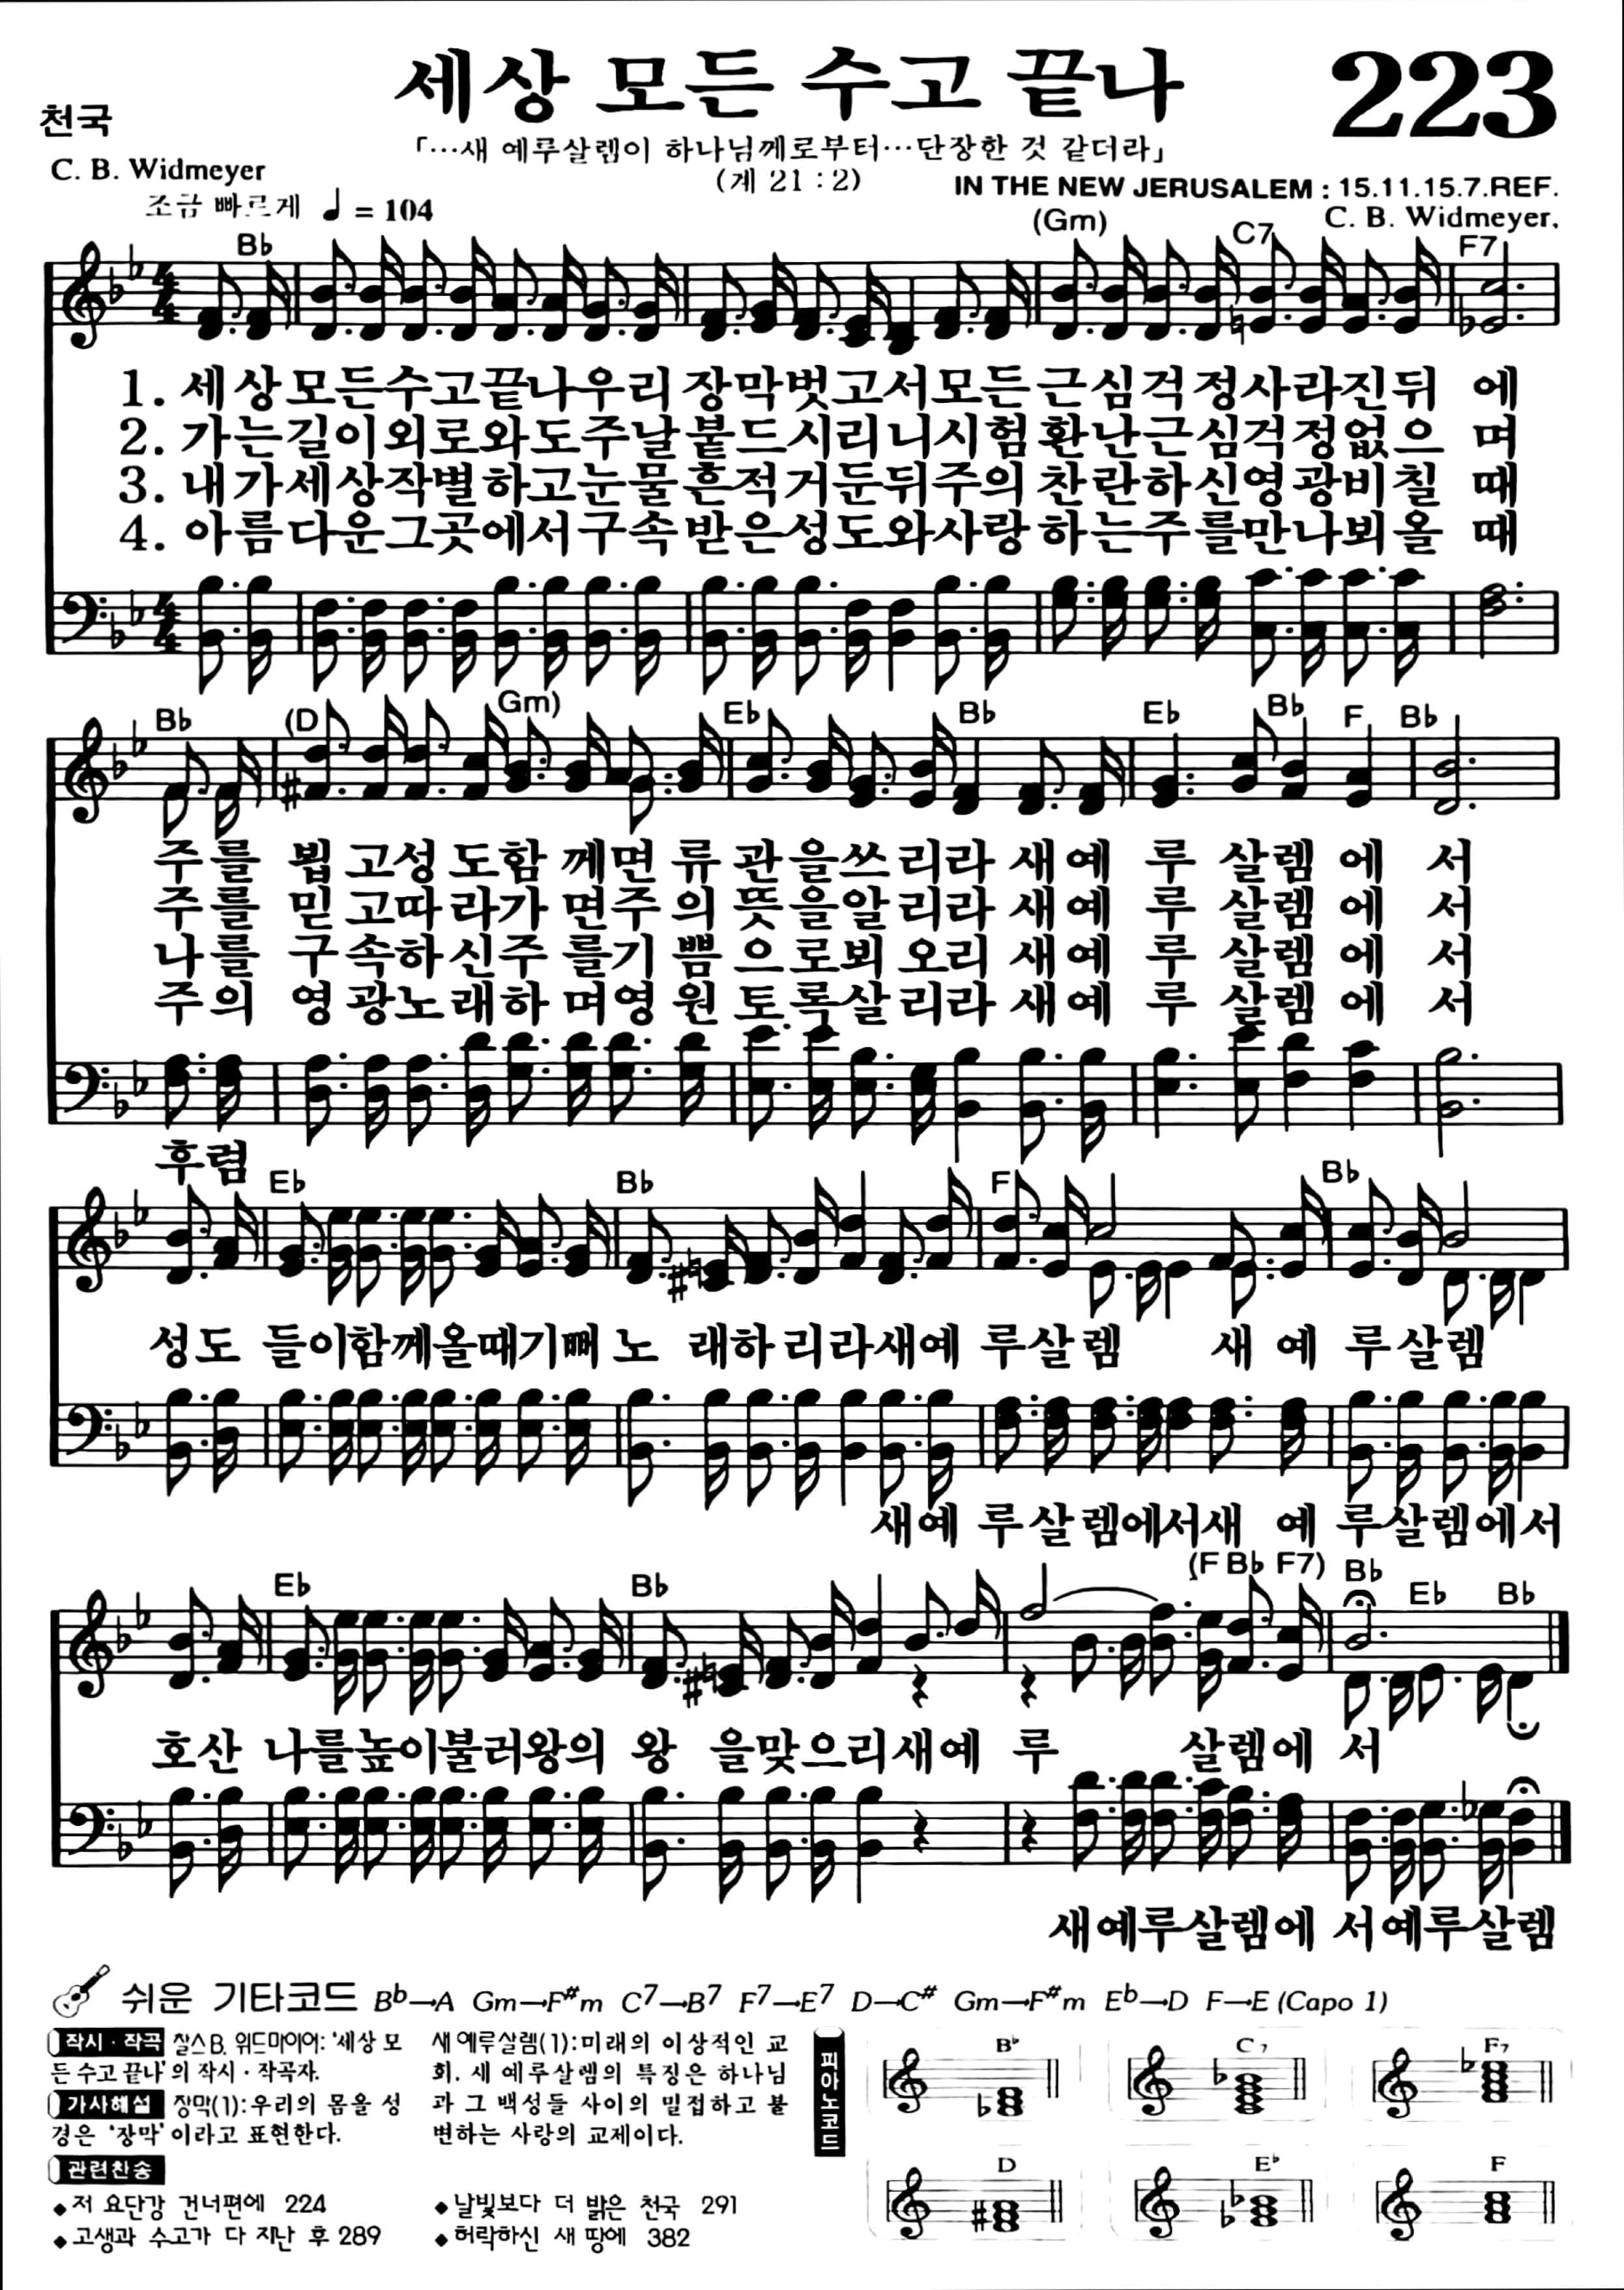 세상 모든 수고 끝나
223
천국
「…새 예루살렘이 하나님께로부터…단장한 것 같더라」
(계 21 : 2)
C. B. Widmeyer
IN THE NEW JERUSALEM : 15.11.15.7.REF.
조금 빠르게 ♩ = 104
C. B. Widmeyer,
B♭ (Gm) C7 F7
1. 세상모든수고끝나우리 장막벗고서모든 근심걱정사라진뒤 에
2. 가는길이외로와도주날 붙드시리니시험 환난근심걱정없으 며
3. 내가세상작별하고눈물 흔적거둔뒤주의 찬란하신영광비칠 때
4. 아름다운그곳에서구속 받은성도와사랑 하는주를만나뵈올 때
B♭ (D Gm) E♭ B♭ E♭ B♭ F B♭
주를 뵙고성도함께면류 관을쓰리라 새예 루 살렘 에 서
주를 믿고따라가면주의 뜻을알리라 새예 루 살렘 에 서
나를 구속하신주를기쁨 으로뵈오리 새예 루 살렘 에 서
주의 영광노래하며영원 토록살리라 새예 루 살렘 에 서
후렴
E♭ B♭ F B♭
성도 들이함께올때기뻐 노 래하리라새예 루살렘 새 예 루살렘
새예 루살렘에서새 예 루살렘에서
E♭ B♭ (F B♭ F7) B♭ E♭ B♭
호산 나를높이불러왕의 왕 을맞으리새예 루 살렘에 서
새예루살렘에 서예루살렘
쉬운 기타코드 B♭→A Gm→F#m C7→B7 F7→E7 D→C# Gm→F#m E♭→D F→E (Capo 1)
작시·작곡 찰스B. 위드마이어: '세상 모
든 수고 끝나'의 작시·작곡자.
가사해설 장막(1):우리의 몸을 성
경은 '장막'이라고 표현한다.
관련찬송
◆저 요단강 건너편에 224
◆고생과 수고가 다 지난 후 289
새 예루살렘(1):미래의 이상적인 교
회. 새 예루살렘의 특징은 하나님
과 그 백성들 사이의 밀접하고 불
변하는 사랑의 교제이다.
◆날빛보다 더 밝은 천국 291
◆허락하신 새 땅에 382
피아노코드
B♭ C7 F7
D E♭ F